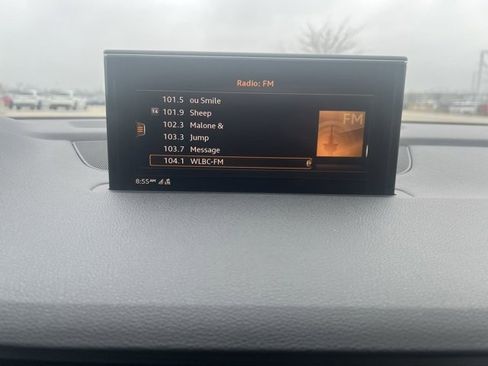 Radio: FM
101.5 ou Smile
101.9 Sheep
102.3 Malone &
103.3 Jump
103.7 Message
104.1 WLBC-FM
FM
8:55AM